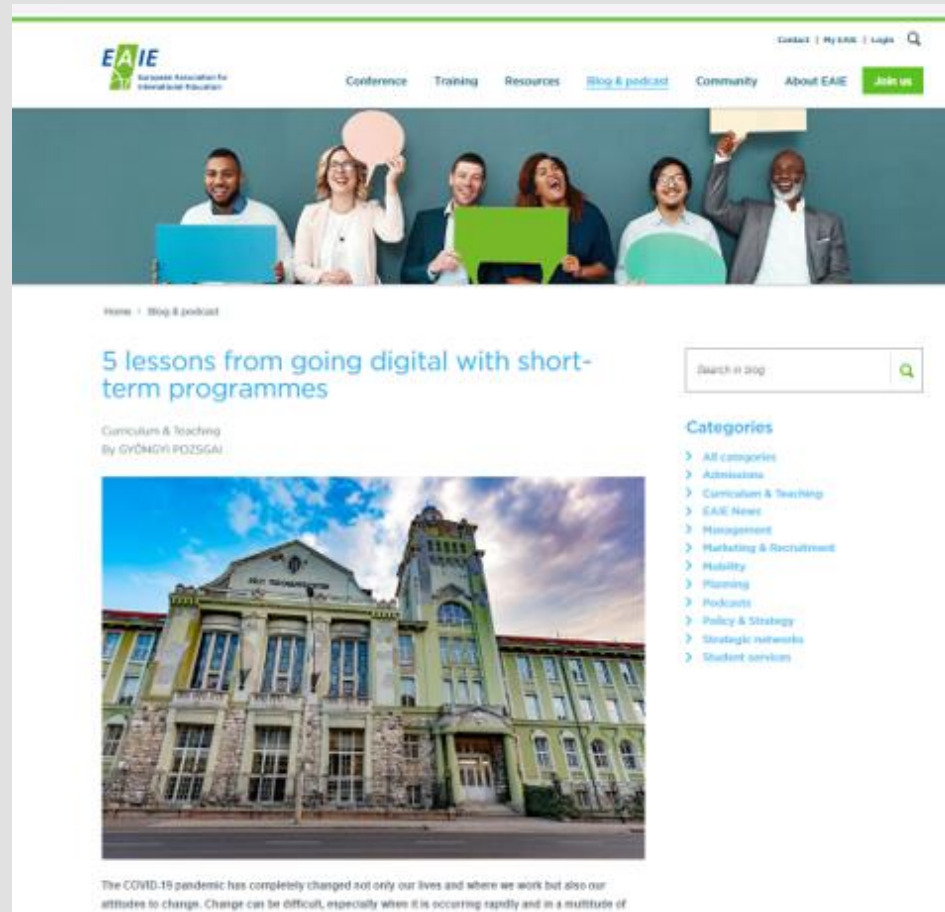 Contact | My EAIE | Login
EAIE
European Association for
International Education
Conference Training Resources Blog & podcast Community About EAIE Join us
Home > Blog & podcast
5 lessons from going digital with short-
term programmes
Curriculum & Teaching
By GYÖNGYI POZSGAI
Search in blog
Categories
All categories
Admissions
Curriculum & Teaching
EAIE News
Management
Marketing & Recruitment
Mobility
Planning
Podcasts
Policy & Strategy
Strategic networks
Student services
The COVID-19 pandemic has completely changed not only our lives and where we work but also our
attitudes to change. Change can be difficult, especially when it is occurring rapidly and in a multitude of